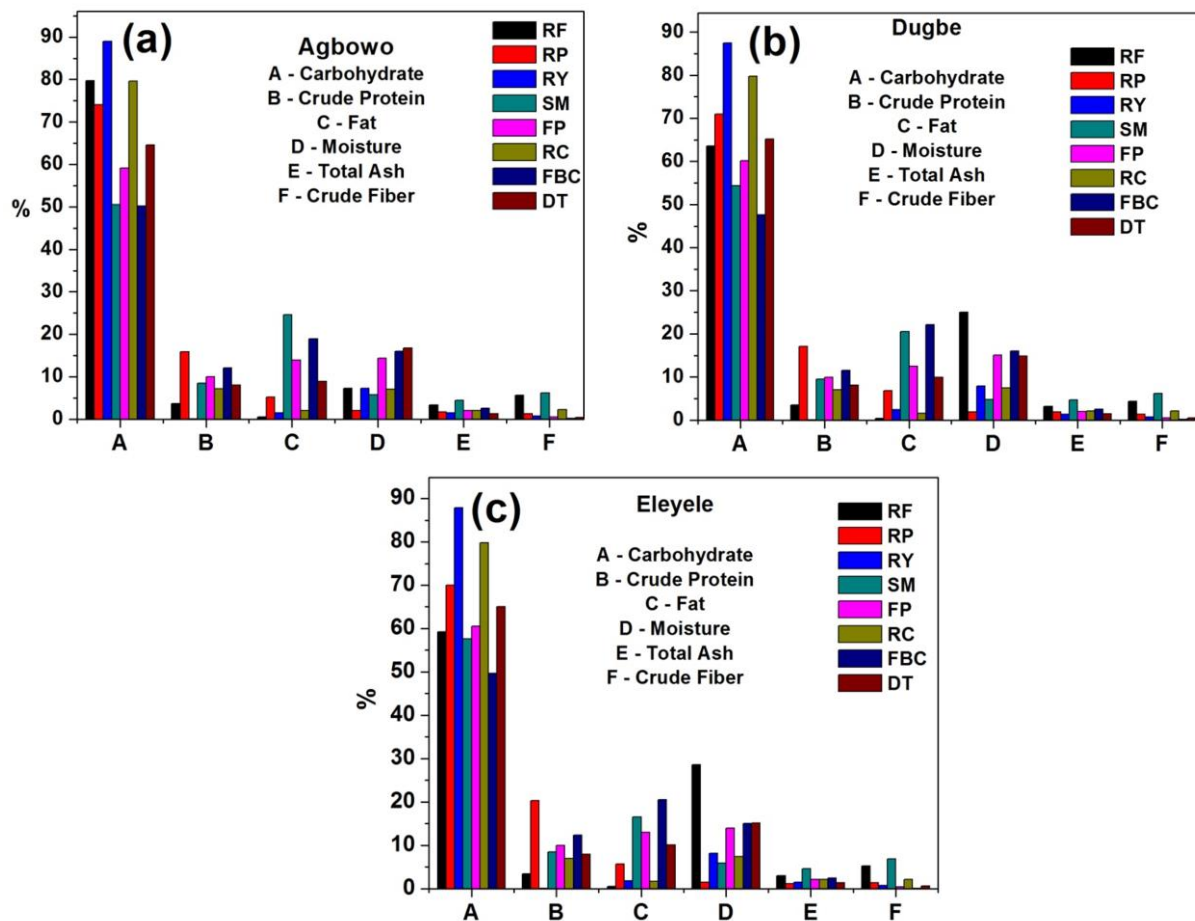 (a)
Agbowo
A - Carbohydrate
B - Crude Protein
C - Fat
D - Moisture
E - Total Ash
F - Crude Fiber
RF
RP
RY
SM
FP
RC
FBC
DT
%
90
80
70
60
50
40
30
20
10
0
A B C D E F
(b)
Dugbe
A - Carbohydrate
B - Crude Protein
C - Fat
D - Moisture
E - Total Ash
F - Crude Fiber
RF
RP
RY
SM
FP
RC
FBC
DT
%
90
80
70
60
50
40
30
20
10
0
A B C D E F
(c)
Eleyele
A - Carbohydrate
B - Crude Protein
C - Fat
D - Moisture
E - Total Ash
F - Crude Fiber
RF
RP
RY
SM
FP
RC
FBC
DT
%
90
80
70
60
50
40
30
20
10
0
A B C D E F